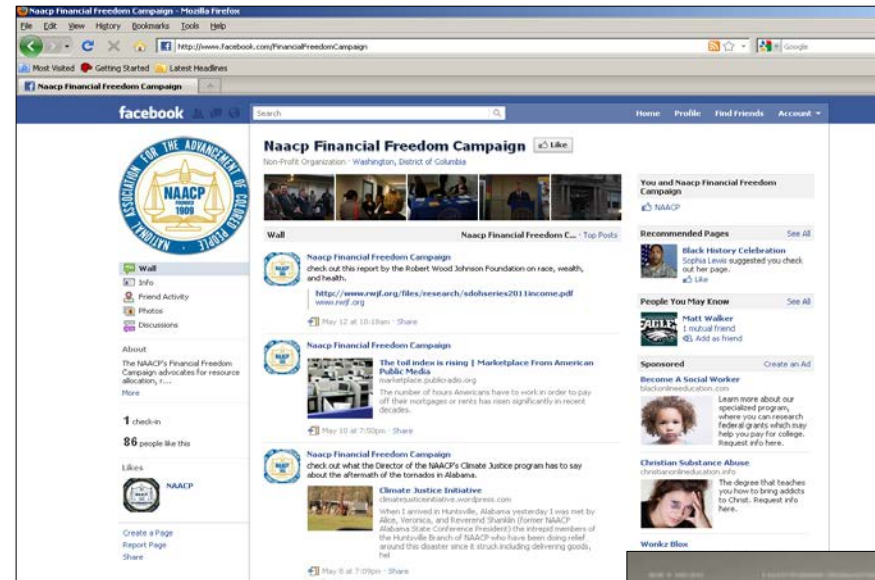 Naacp Financial Freedom Campaign - Mozilla Firefox
File Edit View History Bookmarks Tools Help
http://www.facebook.com/FinancialFreedomCampaign
Google
Most Visited Getting Started Latest Headlines
Naacp Financial Freedom Campaign
facebook
Search
Home Profile Find Friends Account
NATIONAL ASSOCIATION FOR THE ADVANCEMENT OF COLORED PEOPLE
NAACP
FOUNDED
1909
Wall
Info
Friend Activity
Photos
Discussions
About
The NAACP's Financial Freedom
Campaign advocates for resource
allocation, r...
More
1 check-in
86 people like this
Likes
NAACP
Create a Page
Report Page
Share
Naacp Financial Freedom Campaign Like
Non-Profit Organization · Washington, District of Columbia
Wall Naacp Financial Freedom C... · Top Posts
Naacp Financial Freedom Campaign
check out this report by the Robert Wood Johnson Foundation on race, wealth,
and health.
http://www.rwjf.org/files/research/sdohseries2011income.pdf
www.rwjf.org
May 12 at 10:18am · Share
Naacp Financial Freedom Campaign
The toll index is rising | Marketplace From American
Public Media
marketplace.publicradio.org
The number of hours Americans have to work in order to pay
off their mortgages or rents has risen significantly in recent
decades.
May 10 at 7:50pm · Share
Naacp Financial Freedom Campaign
check out what the Director of the NAACP's Climate Justice program has to say
about the aftermath of the tornados in Alabama.
Climate Justice Initiative
climatejusticeinitiative.wordpress.com
When I arrived in Huntsville, Alabama yesterday I was met by
Alice, Veronica, and Reverend Shanklin (former NAACP
Alabama State Conference President) the intrepid members of
the Huntsville Branch of NAACP who have been doing relief
around this disaster since it struck including delivering goods,
hel
May 8 at 7:09pm · Share
You and Naacp Financial Freedom
Campaign
NAACP
Recommended Pages See All
Black History Celebration
Sophia Lewis suggested you check
out her page.
Like
People You May Know See All
EAGLES
Matt Walker
1 mutual friend
Add as friend
Sponsored Create an Ad
Become A Social Worker
blackonlineeducation.com
Learn more about our
specialized program,
where you can research
federal grants which may
help you pay for college.
Request info here.
Christian Substance Abuse
christianonlineducation.info
The degree that teaches
you how to bring addicts
to Christ. Request info
here.
Wonkz Blox